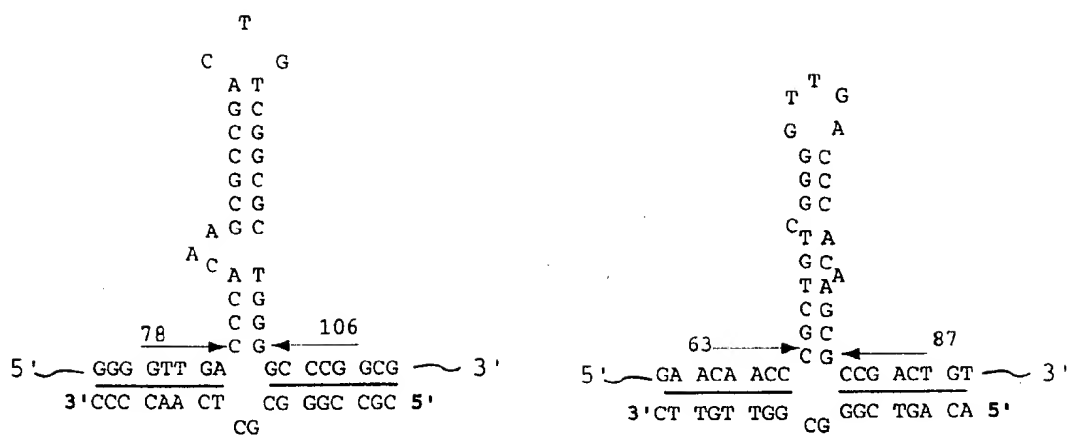 T
C G
A T
G C
C G
C G
G C
C G
A G C
A C
A T
C G
C G
78 106
C G
5' GGG GTT GA GC CCG GCG 3'
3' CCC CAA CT CG GGC CGC 5'
CG
T
T G
G A
G C
G C
G C
C
T A
G C
A
T A
C G
G C
63 87
C G
5' GA ACA ACC CCG ACT GT 3'
3' CT TGT TGG GGC TGA CA 5'
CG